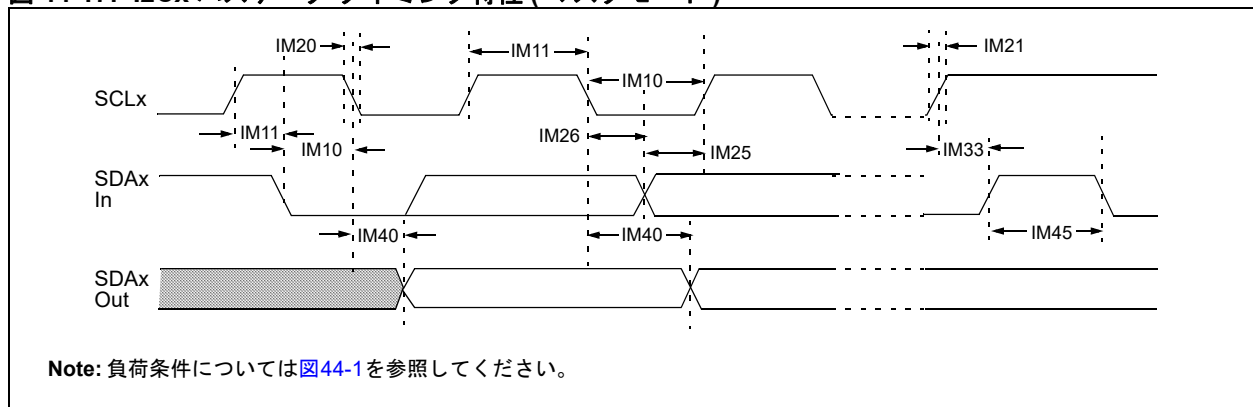 IM20
IM11
IM21
IM10
SCLx
IM11
IM26
IM10
IM25
IM33
SDAx
In
IM40
IM40
IM45
SDAx
Out
Note: 負荷条件については図44-1を参照してください。